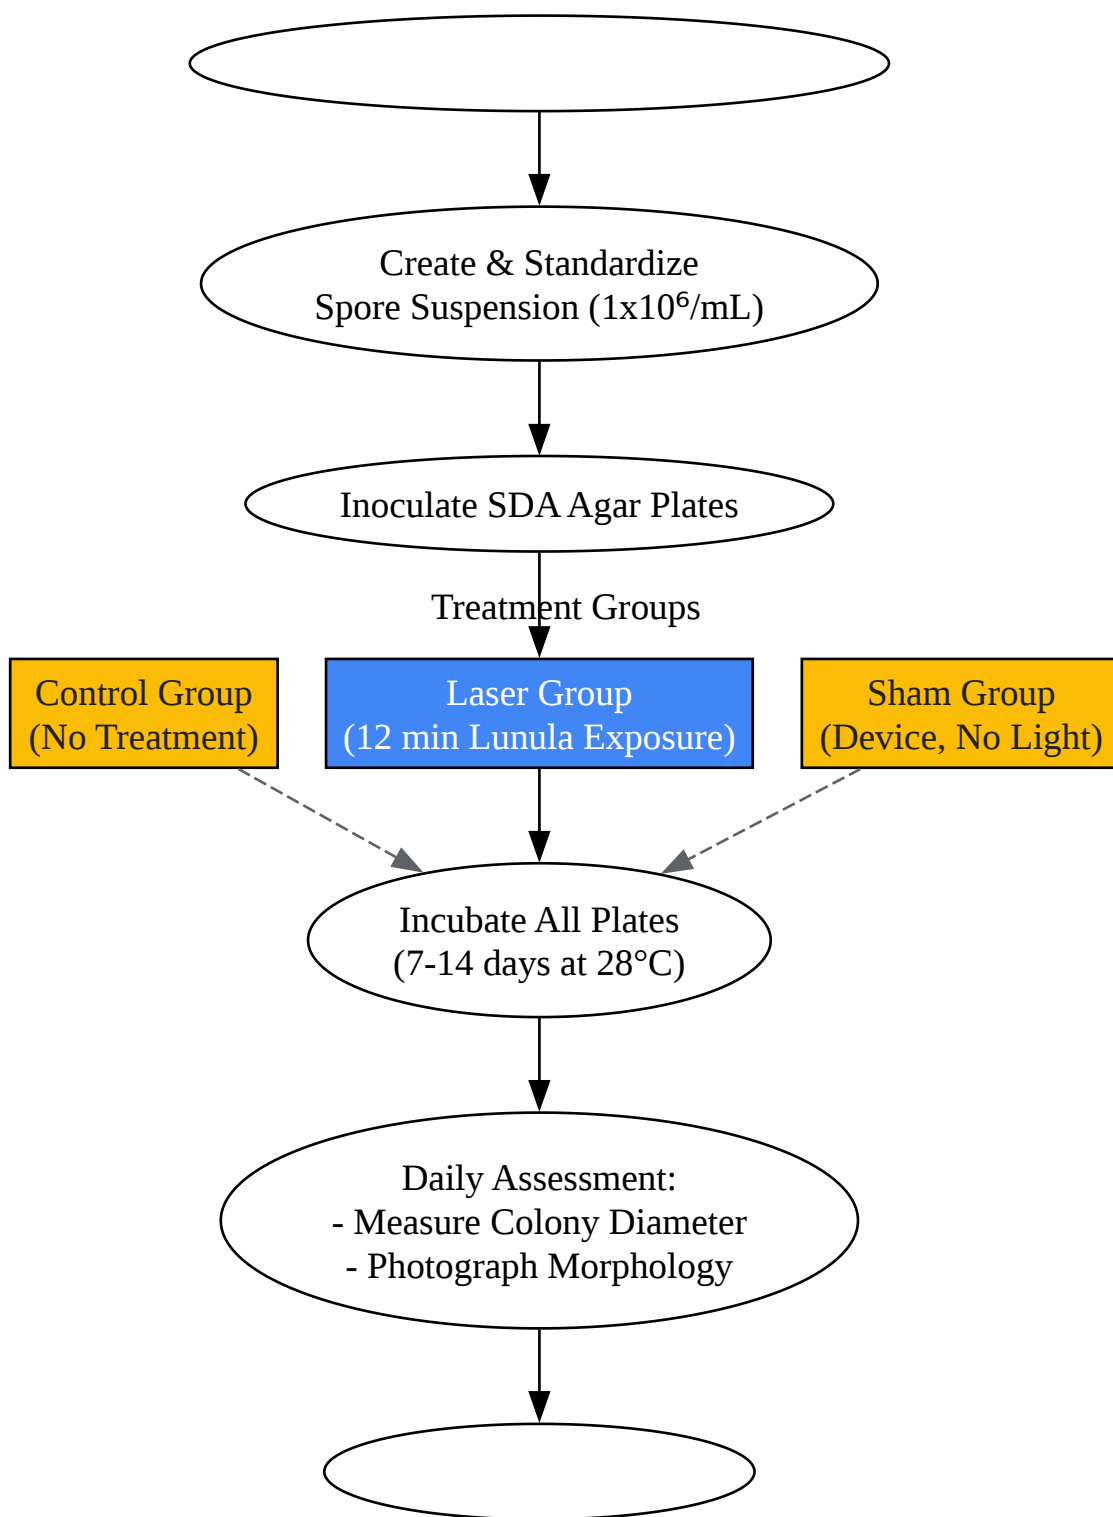 Create & Standardize
Spore Suspension (1x10⁶/mL)
Inoculate SDA Agar Plates
Treatment Groups
Control Group
(No Treatment)
Laser Group
(12 min Lunula Exposure)
Sham Group
(Device, No Light)
Incubate All Plates
(7-14 days at 28°C)
Daily Assessment:
- Measure Colony Diameter
- Photograph Morphology